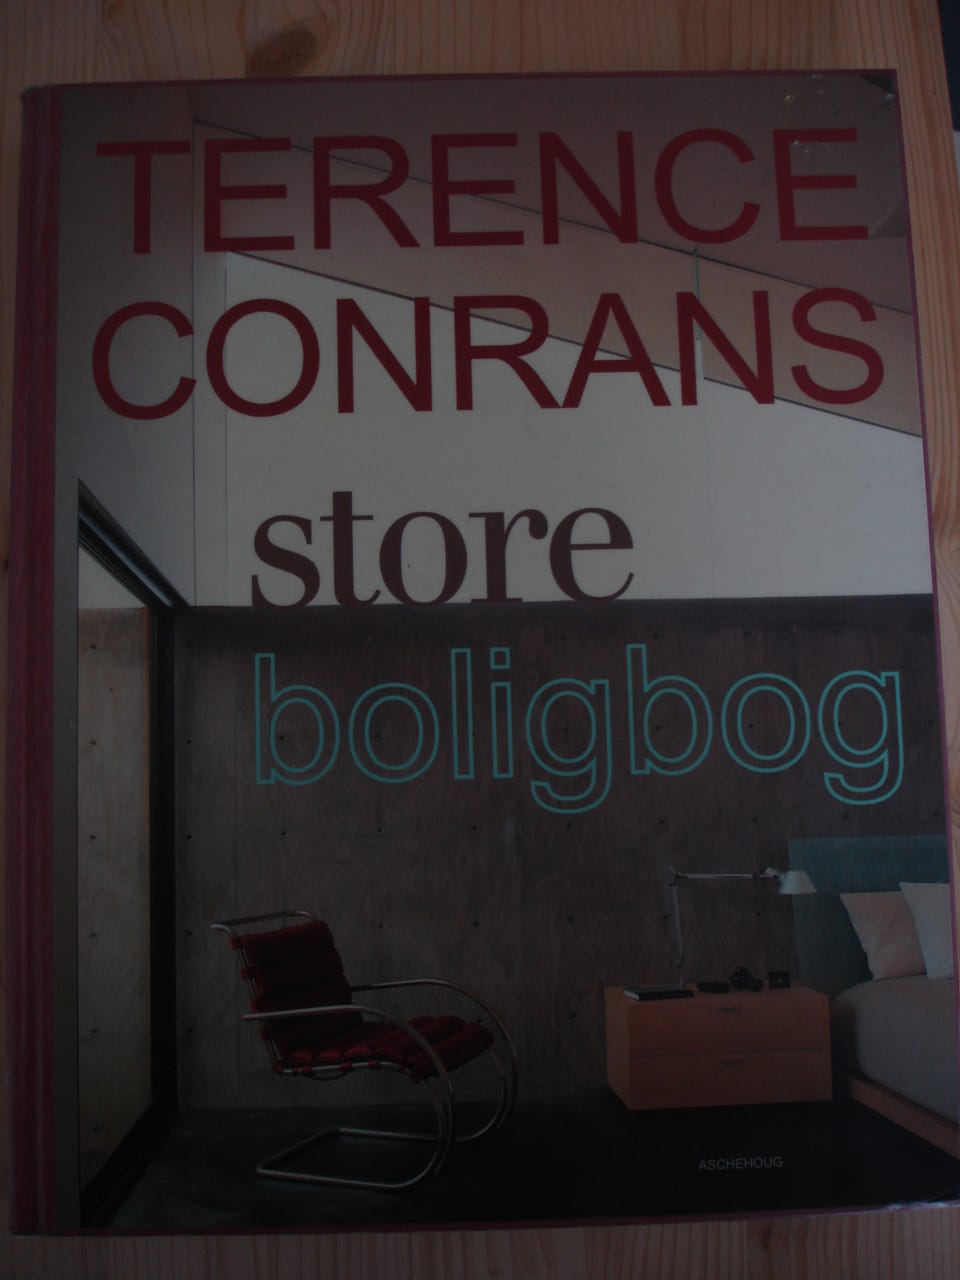 TERENCE
CONRANS
store
boligbog
ASCHEHOUG